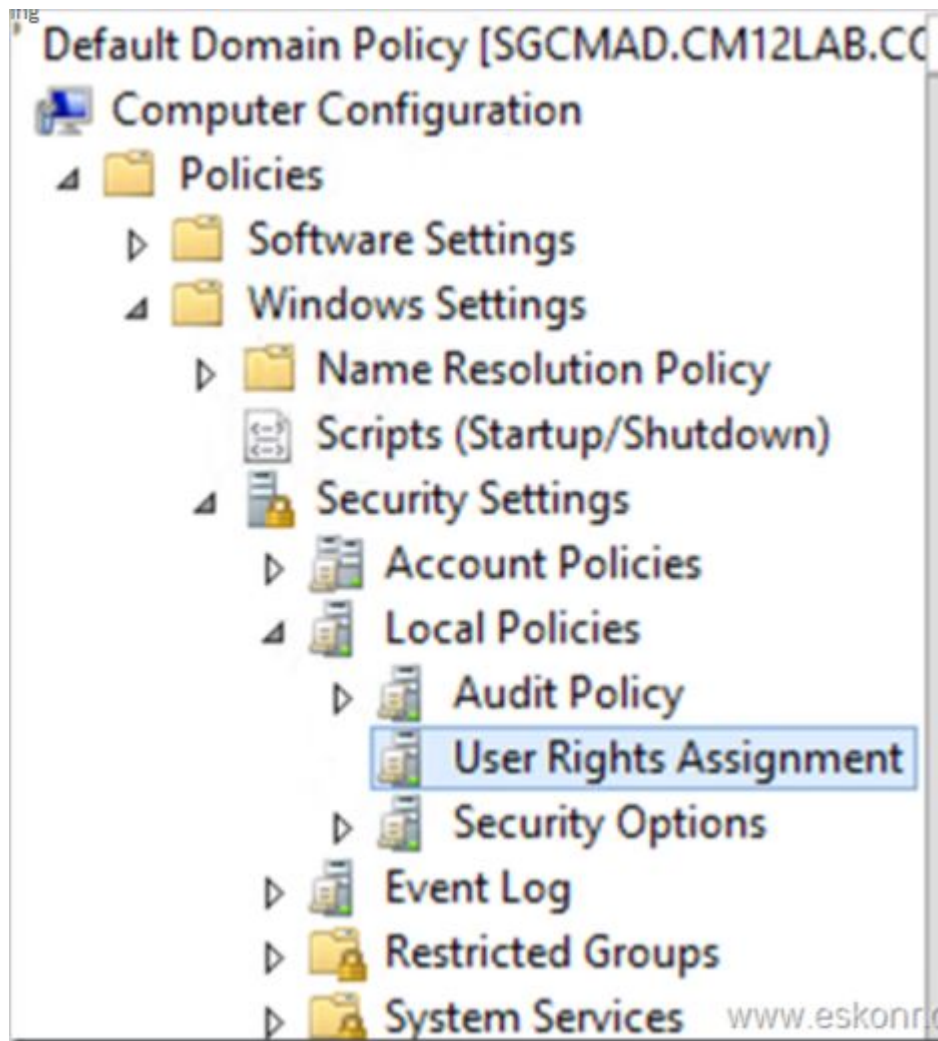 Default Domain Policy [SGCMAD.CM12LAB.CO
Computer Configuration
Policies
Software Settings
Windows Settings
Name Resolution Policy
Scripts (Startup/Shutdown)
Security Settings
Account Policies
Local Policies
Audit Policy
User Rights Assignment
Security Options
Event Log
Restricted Groups
System Services
www.eskonr.